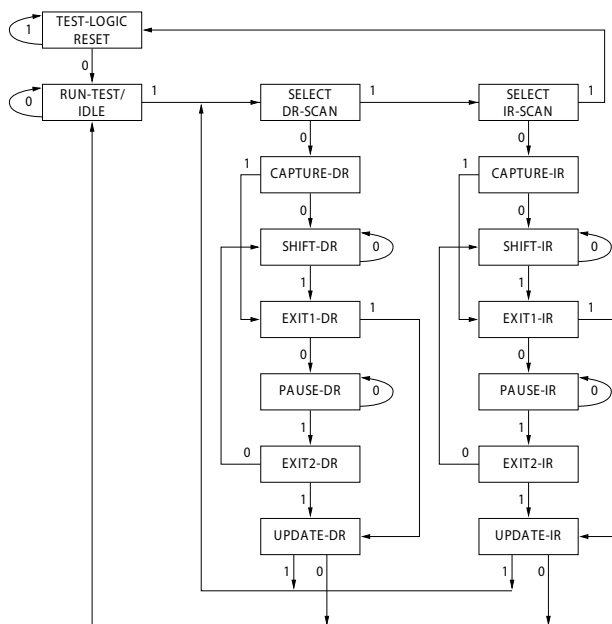 TEST-LOGIC
RESET
1
0
RUN-TEST/
IDLE
0
1
SELECT
DR-SCAN
1
SELECT
IR-SCAN
1
0
0
1
CAPTURE-DR
1
CAPTURE-IR
0
0
SHIFT-DR
0
SHIFT-IR
0
1
1
EXIT1-DR
1
EXIT1-IR
1
0
0
PAUSE-DR
0
PAUSE-IR
0
1
1
0
EXIT2-DR
0
EXIT2-IR
1
1
UPDATE-DR
UPDATE-IR
1
0
1
0